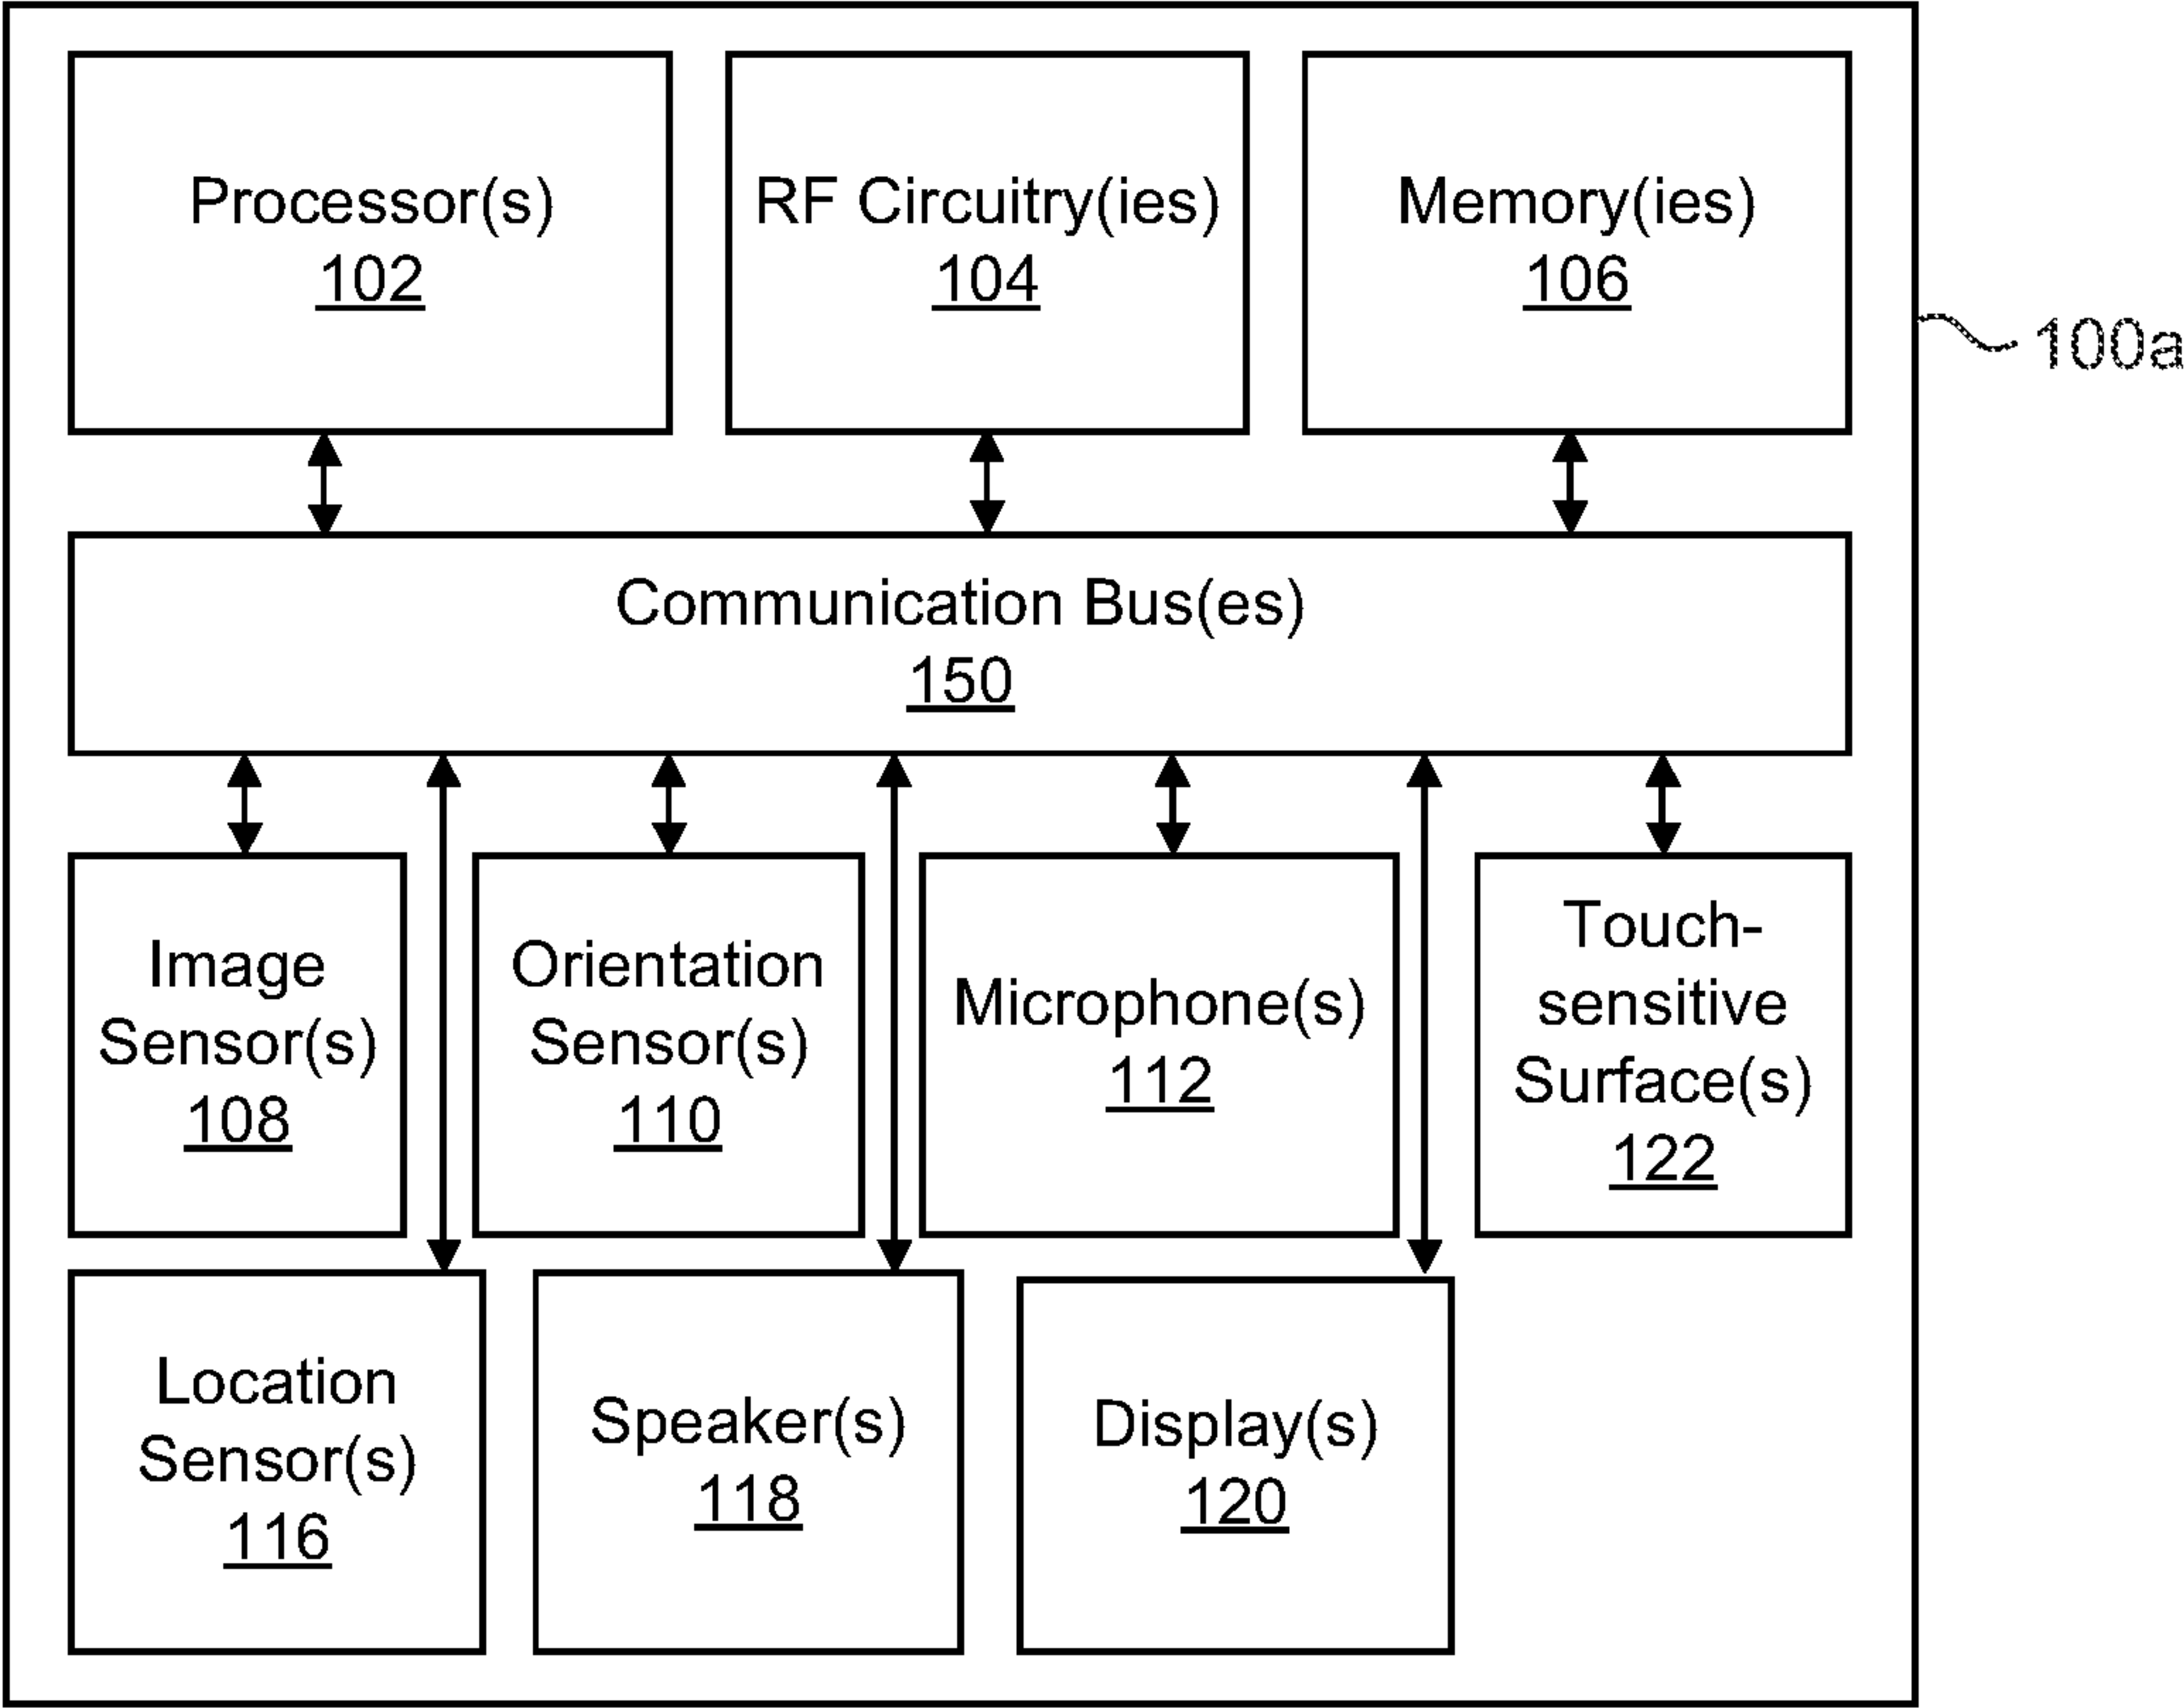 Processor(s)
102
RF Circuitry(ies)
104
Memory(ies)
106
100a
Communication Bus(es)
150
Image
Sensor(s)
108
Orientation
Sensor(s)
110
Microphone(s)
112
Touch-
sensitive
Surface(s)
122
Location
Sensor(s)
116
Speaker(s)
118
Display(s)
120